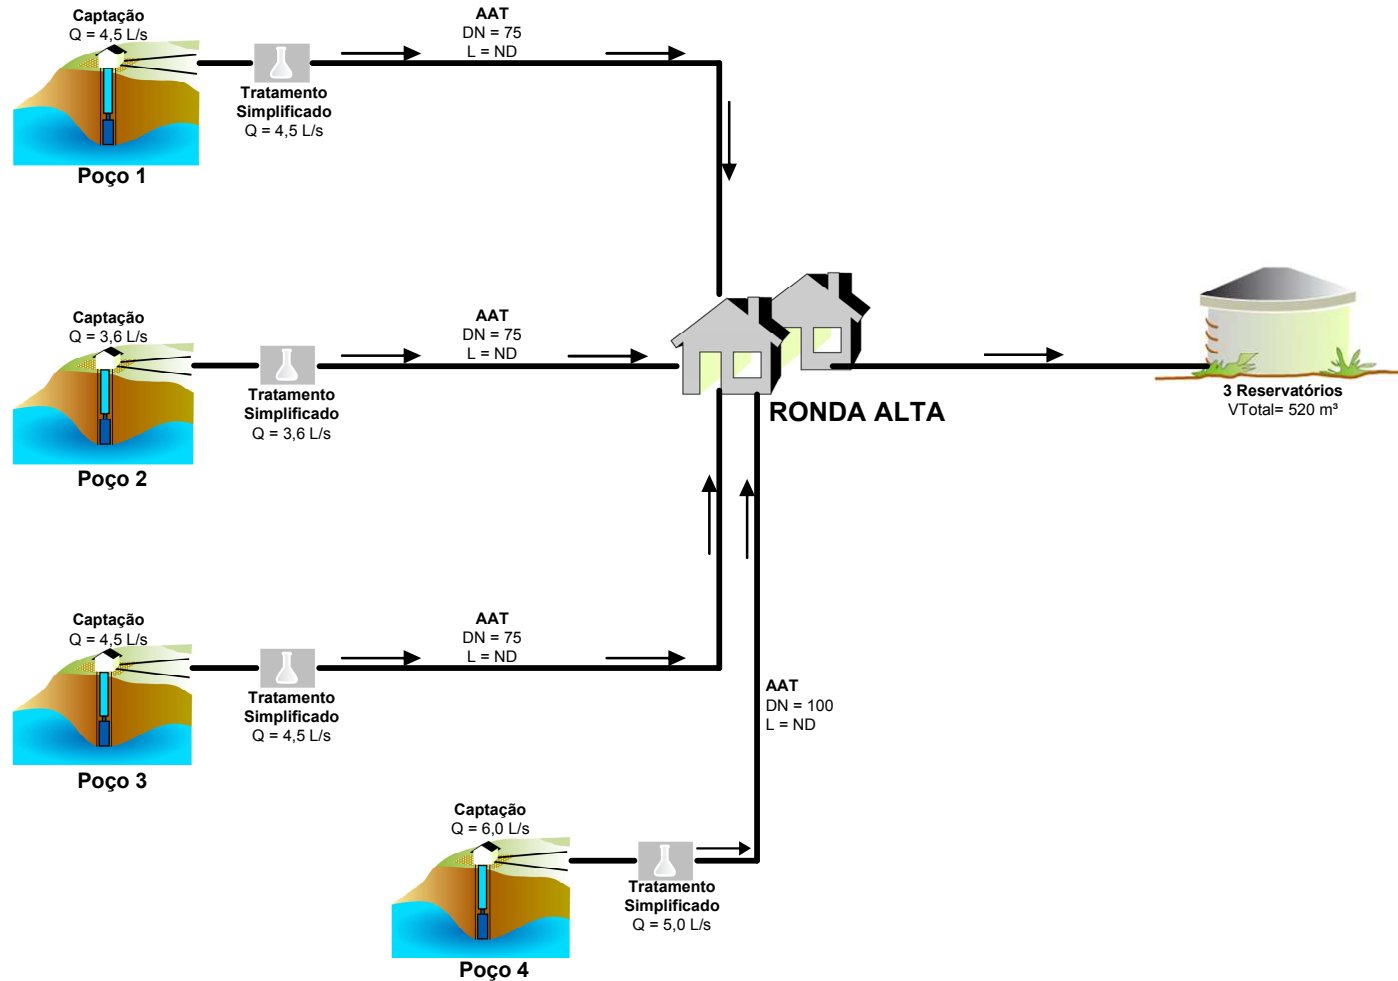 Captação
Q = 4,5 L/s
Poço 1
Tratamento
Simplificado
Q = 4,5 L/s
AAT
DN = 75
L = ND
Captação
Q = 3,6 L/s
Poço 2
Tratamento
Simplificado
Q = 3,6 L/s
AAT
DN = 75
L = ND
RONDA ALTA
3 Reservatórios
VTotal= 520 m³
Captação
Q = 4,5 L/s
Poço 3
Tratamento
Simplificado
Q = 4,5 L/s
AAT
DN = 75
L = ND
AAT
DN = 100
L = ND
Captação
Q = 6,0 L/s
Poço 4
Tratamento
Simplificado
Q = 5,0 L/s